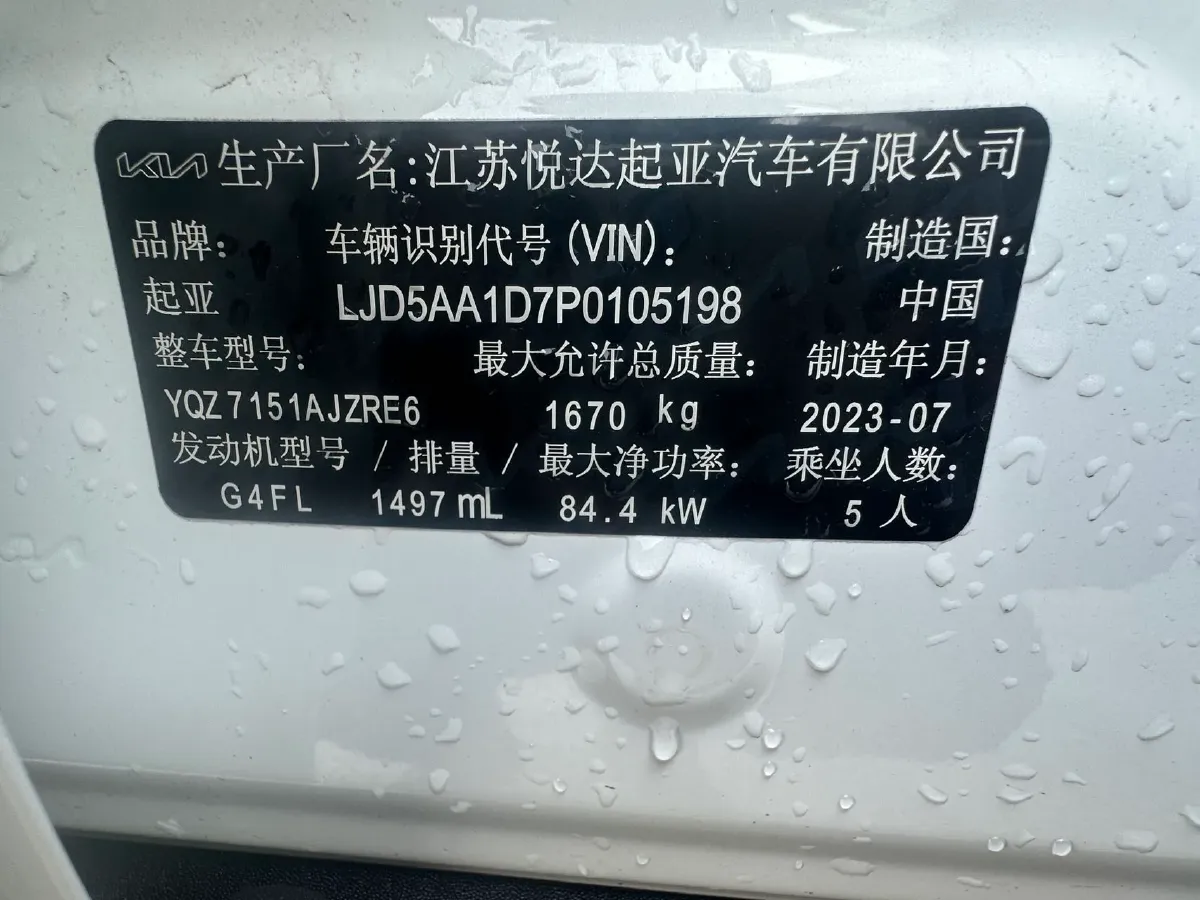 KIA 生产厂名:江苏悦达起亚汽车有限公司
品牌: 车辆识别代号(VIN): 制造国:
起亚 LJD5AA1D7P0105198 中国
整车型号: 最大允许总质量: 制造年月:
YQZ7151AJZRE6 1670 kg 2023-07
发动机型号 / 排量 / 最大净功率: 乘坐人数:
G4FL 1497 mL 84.4 kW 5 人